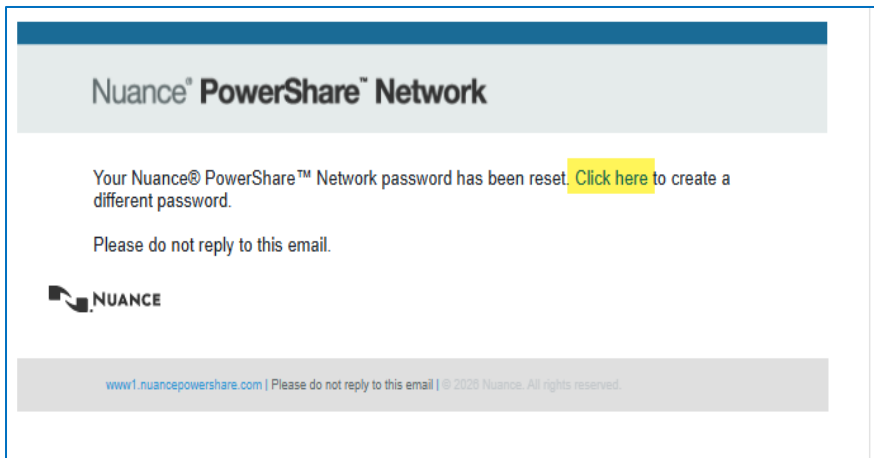 Nuance® PowerShare™ Network
Your Nuance® PowerShare™ Network password has been reset. Click here to create a
different password.
Please do not reply to this email.
NUANCE
www1.nuancepowershare.com | Please do not reply to this email | © 2026 Nuance. All rights reserved.